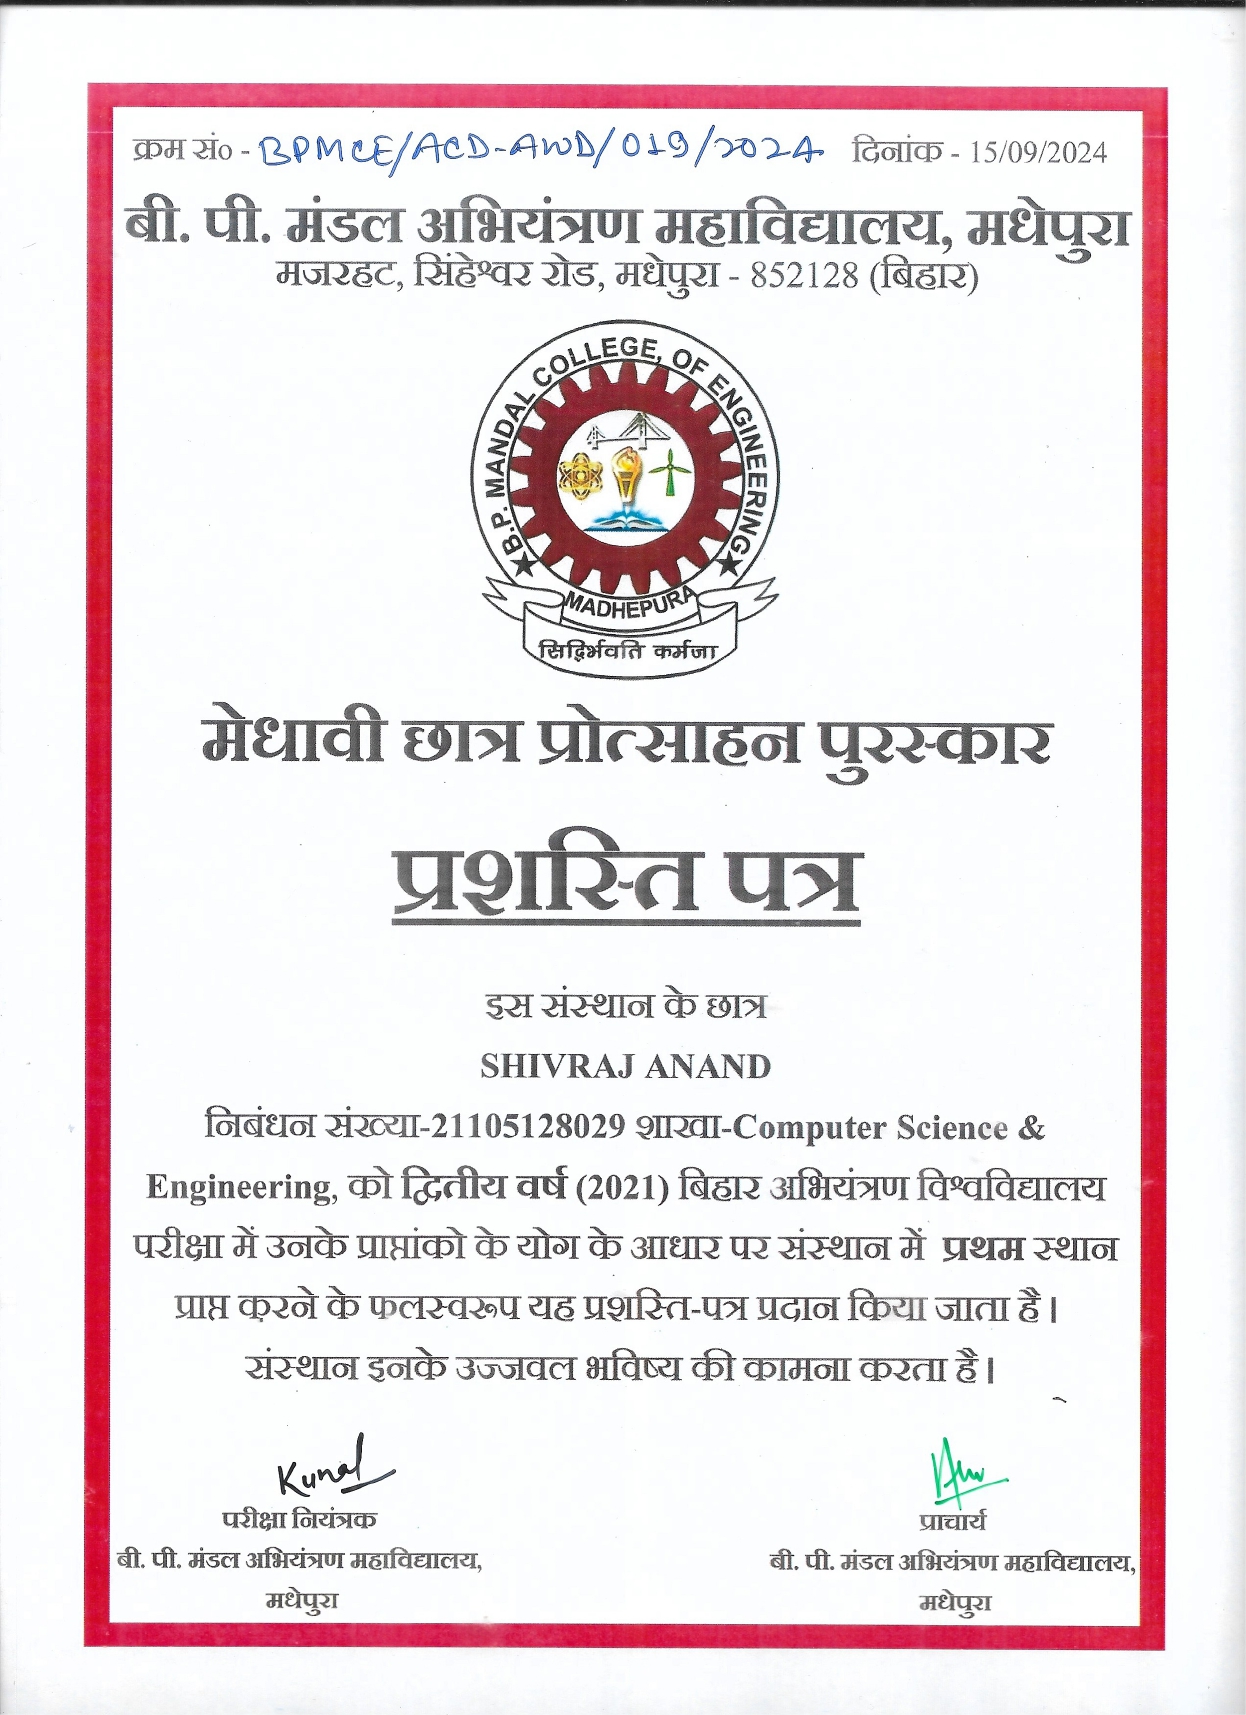 क्रम सं० - BPMCE/ACD-AWD/019/2024 दिनांक - 15/09/2024
बी. पी. मंडल अभियंत्रण महाविद्यालय, मधेपुरा
मजरहट, सिंहेश्वर रोड, मधेपुरा - 852128 (बिहार)
B.P. MANDAL COLLEGE, OF ENGINEERING
MADHEPURA
सिद्धिर्भवति कर्मजा
मेधावी छात्र प्रोत्साहन पुरस्कार
प्रशस्ति पत्र
इस संस्थान के छात्र
SHIVRAJ ANAND
निबंधन संख्या-21105128029 शाखा-Computer Science &
Engineering, को द्वितीय वर्ष (2021) बिहार अभियंत्रण विश्वविद्यालय
परीक्षा में उनके प्राप्तांको के योग के आधार पर संस्थान में प्रथम स्थान
प्राप्त करने के फलस्वरूप यह प्रशस्ति-पत्र प्रदान किया जाता है।
संस्थान इनके उज्जवल भविष्य की कामना करता है।
Kunal
परीक्षा नियंत्रक
बी. पी. मंडल अभियंत्रण महाविद्यालय,
मधेपुरा
प्राचार्य
बी. पी. मंडल अभियंत्रण महाविद्यालय,
मधेपुरा